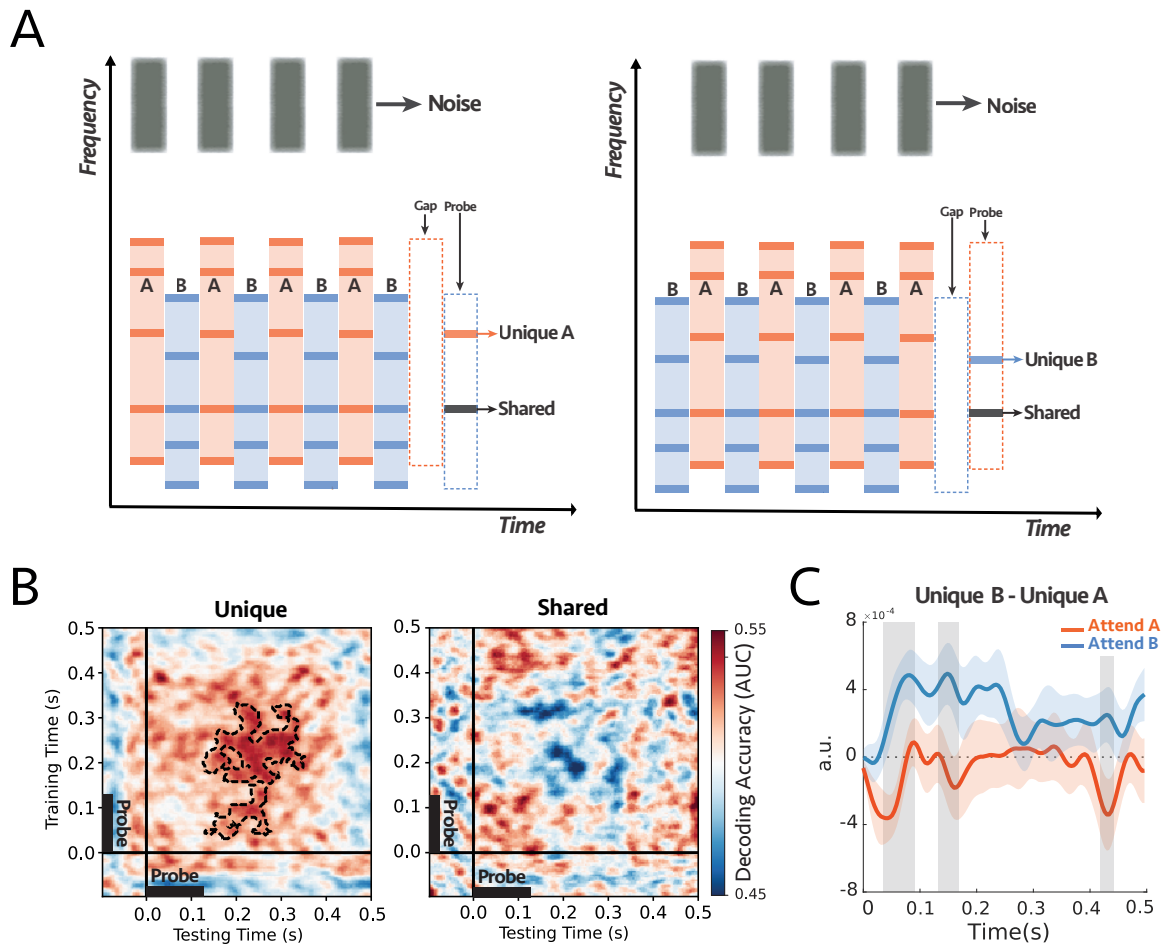 A
Frequency
Noise
Gap
Probe
A
B
A
B
A
B
A
B
Unique A
Shared
Time
Frequency
Noise
Gap
Probe
B
A
B
A
B
A
B
A
Unique B
Shared
Time
B
Unique
Training Time (s)
0.5
0.4
0.3
0.2
0.1
0.0
Probe
Probe
0.0
0.1
0.2
0.3
0.4
0.5
Testing Time (s)
Shared
0.5
0.4
0.3
0.2
0.1
0.0
Probe
Probe
0.0
0.1
0.2
0.3
0.4
0.5
Testing Time (s)
0.55
Decoding Accuracy (AUC)
0.45
C
Unique B - Unique A
×10⁻⁴
Attend A
Attend B
a.u.
8
4
0
-4
-8
0
0.1
0.2
0.3
0.4
0.5
Time(s)